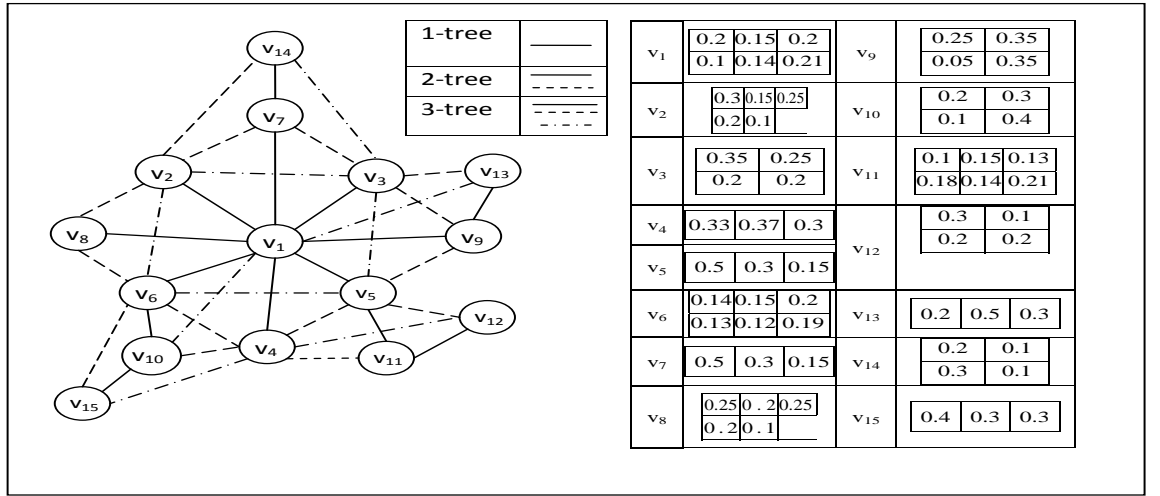 v14
v7
v2
v3
v13
v8
v1
v9
v6
v5
v12
v4
v10
v11
v15
1-tree
2-tree
3-tree
v1 0.2 0.15 0.2 v9 0.25 0.35
0.1 0.14 0.21 0.05 0.35
v2 0.3 0.15 0.25 v10 0.2 0.3
0.2 0.1 0.1 0.4
v3 0.35 0.25 v11 0.1 0.15 0.13
0.2 0.2 0.18 0.14 0.21
v4 0.33 0.37 0.3 v12 0.3 0.1
0.2 0.2
v5 0.5 0.3 0.15
v6 0.14 0.15 0.2 v13 0.2 0.5 0.3
0.13 0.12 0.19
v7 0.5 0.3 0.15 v14 0.2 0.1
0.3 0.1
v8 0.25 0.2 0.25 v15 0.4 0.3 0.3
0.2 0.1